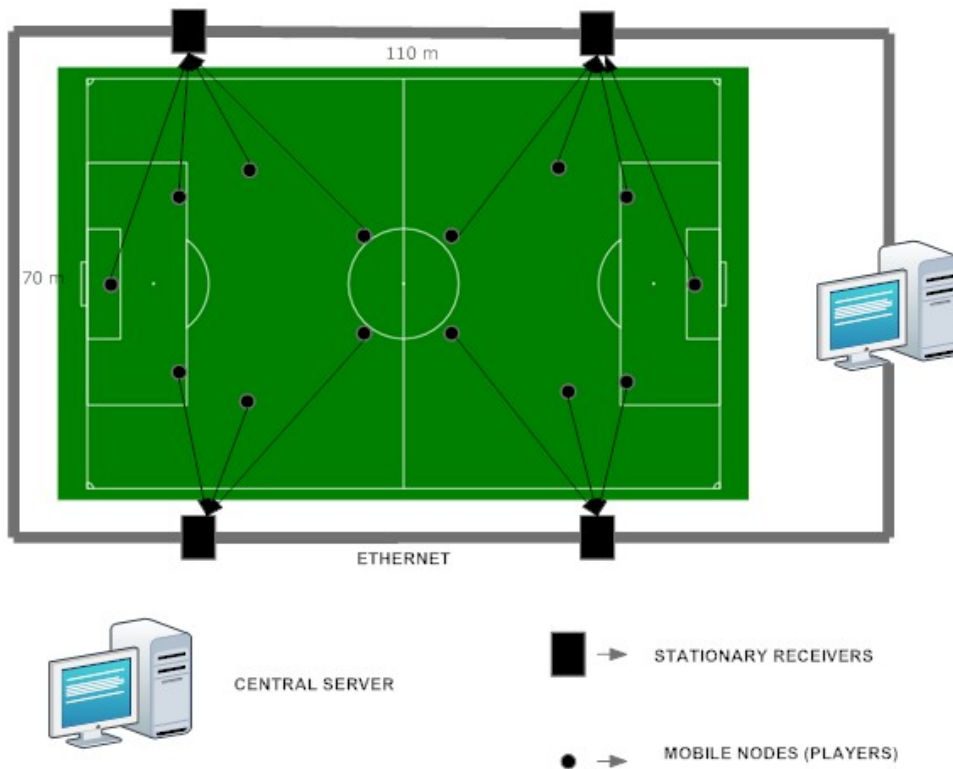 110 m
70 m
ETHERNET
CENTRAL SERVER
STATIONARY RECEIVERS
MOBILE NODES (PLAYERS)